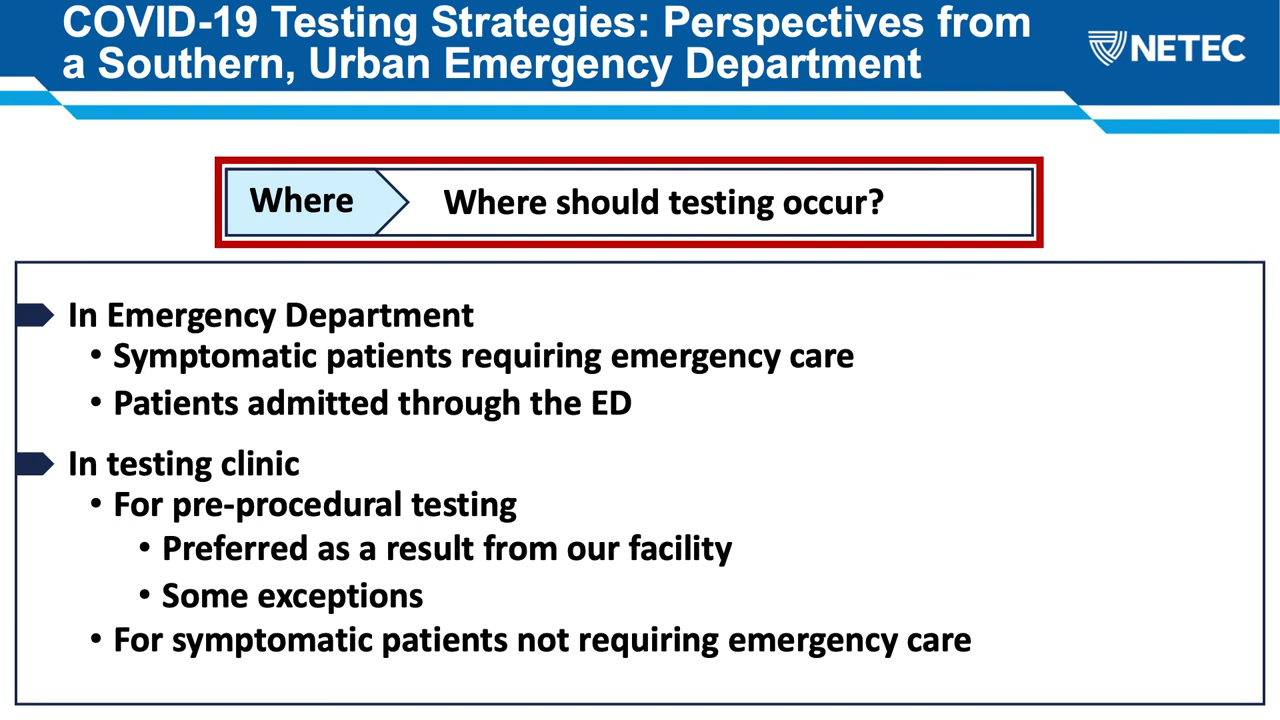 COVID-19 Testing Strategies: Perspectives from
a Southern, Urban Emergency Department
NETEC
Where
Where should testing occur?
In Emergency Department
• Symptomatic patients requiring emergency care
• Patients admitted through the ED
In testing clinic
• For pre-procedural testing
• Preferred as a result from our facility
• Some exceptions
• For symptomatic patients not requiring emergency care